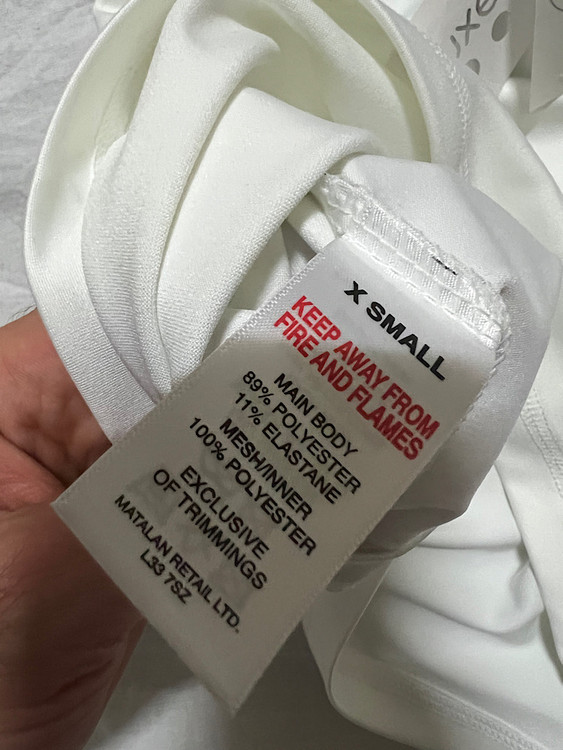 X SMALL
KEEP AWAY FROM
FIRE AND FLAMES
MAIN BODY
89% POLYESTER
11% ELASTANE
MESH/INNER
100% POLYESTER
EXCLUSIVE
OF TRIMMINGS
MATALAN RETAIL LTD.
L33 7SZ